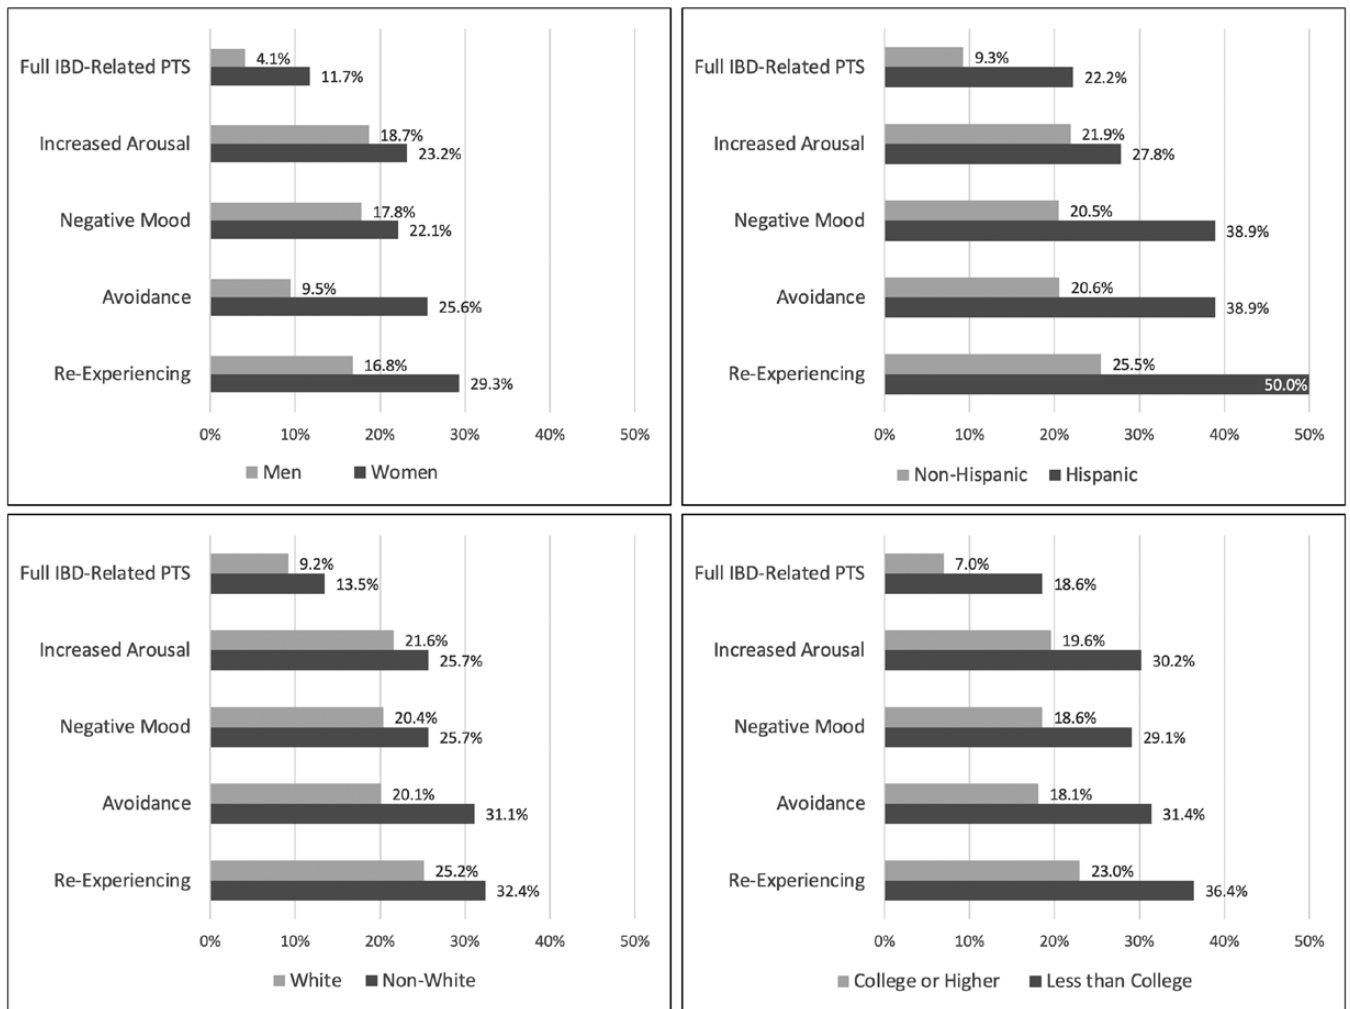 Full IBD-Related PTS
4.1%
11.7%
Increased Arousal
18.7%
23.2%
Negative Mood
17.8%
22.1%
Avoidance
9.5%
25.6%
Re-Experiencing
16.8%
29.3%
0% 10% 20% 30% 40% 50%
Men Women
Full IBD-Related PTS
9.3%
22.2%
Increased Arousal
21.9%
27.8%
Negative Mood
20.5%
38.9%
Avoidance
20.6%
38.9%
Re-Experiencing
25.5%
50.0%
0% 10% 20% 30% 40% 50%
Non-Hispanic Hispanic
Full IBD-Related PTS
9.2%
13.5%
Increased Arousal
21.6%
25.7%
Negative Mood
20.4%
25.7%
Avoidance
20.1%
31.1%
Re-Experiencing
25.2%
32.4%
0% 10% 20% 30% 40% 50%
White Non-White
Full IBD-Related PTS
7.0%
18.6%
Increased Arousal
19.6%
30.2%
Negative Mood
18.6%
29.1%
Avoidance
18.1%
31.4%
Re-Experiencing
23.0%
36.4%
0% 10% 20% 30% 40% 50%
College or Higher Less than College